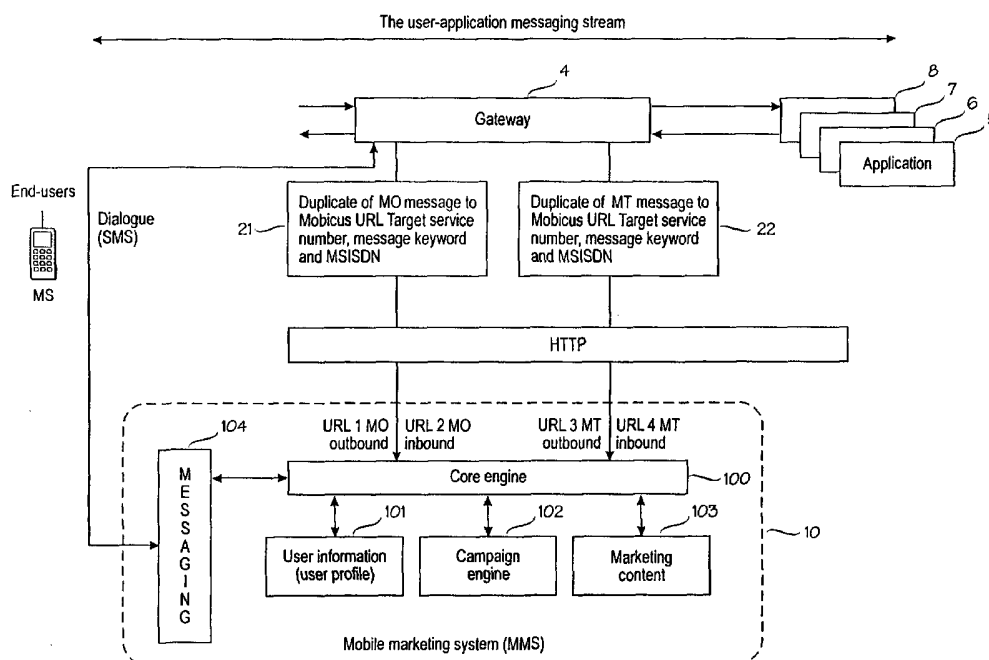 The user-application messaging stream
4
8
7
6
5
Gateway
Application
End-users
Dialogue
(SMS)
MS
21
Duplicate of MO message to
Mobicus URL Target service
number, message keyword
and MSISDN
Duplicate of MT message to
Mobicus URL Target service
number, message keyword
and MSISDN
22
HTTP
URL 1 MO
outbound
URL 2 MO
inbound
URL 3 MT
outbound
URL 4 MT
inbound
104
MESSAGING
Core engine
100
101
102
103
10
User information
(user profile)
Campaign
engine
Marketing
content
Mobile marketing system (MMS)